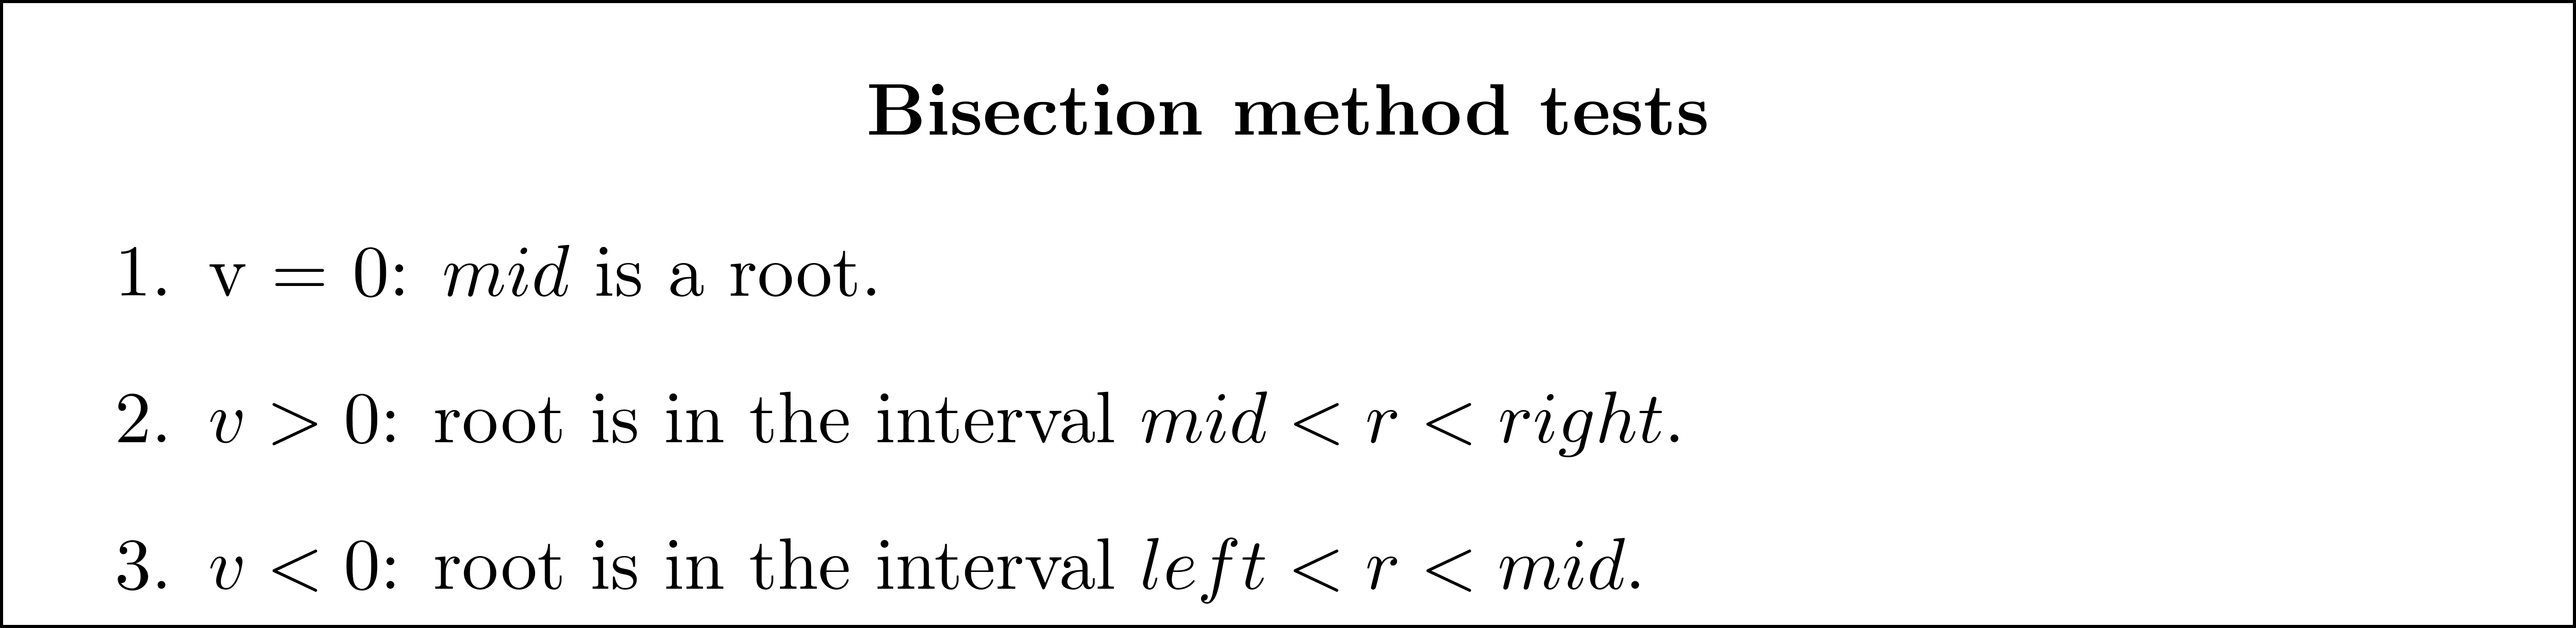 Bisection method tests
1. v = 0: mid is a root.
2. v > 0: root is in the interval mid < r < right.
3. v < 0: root is in the interval left < r < mid.